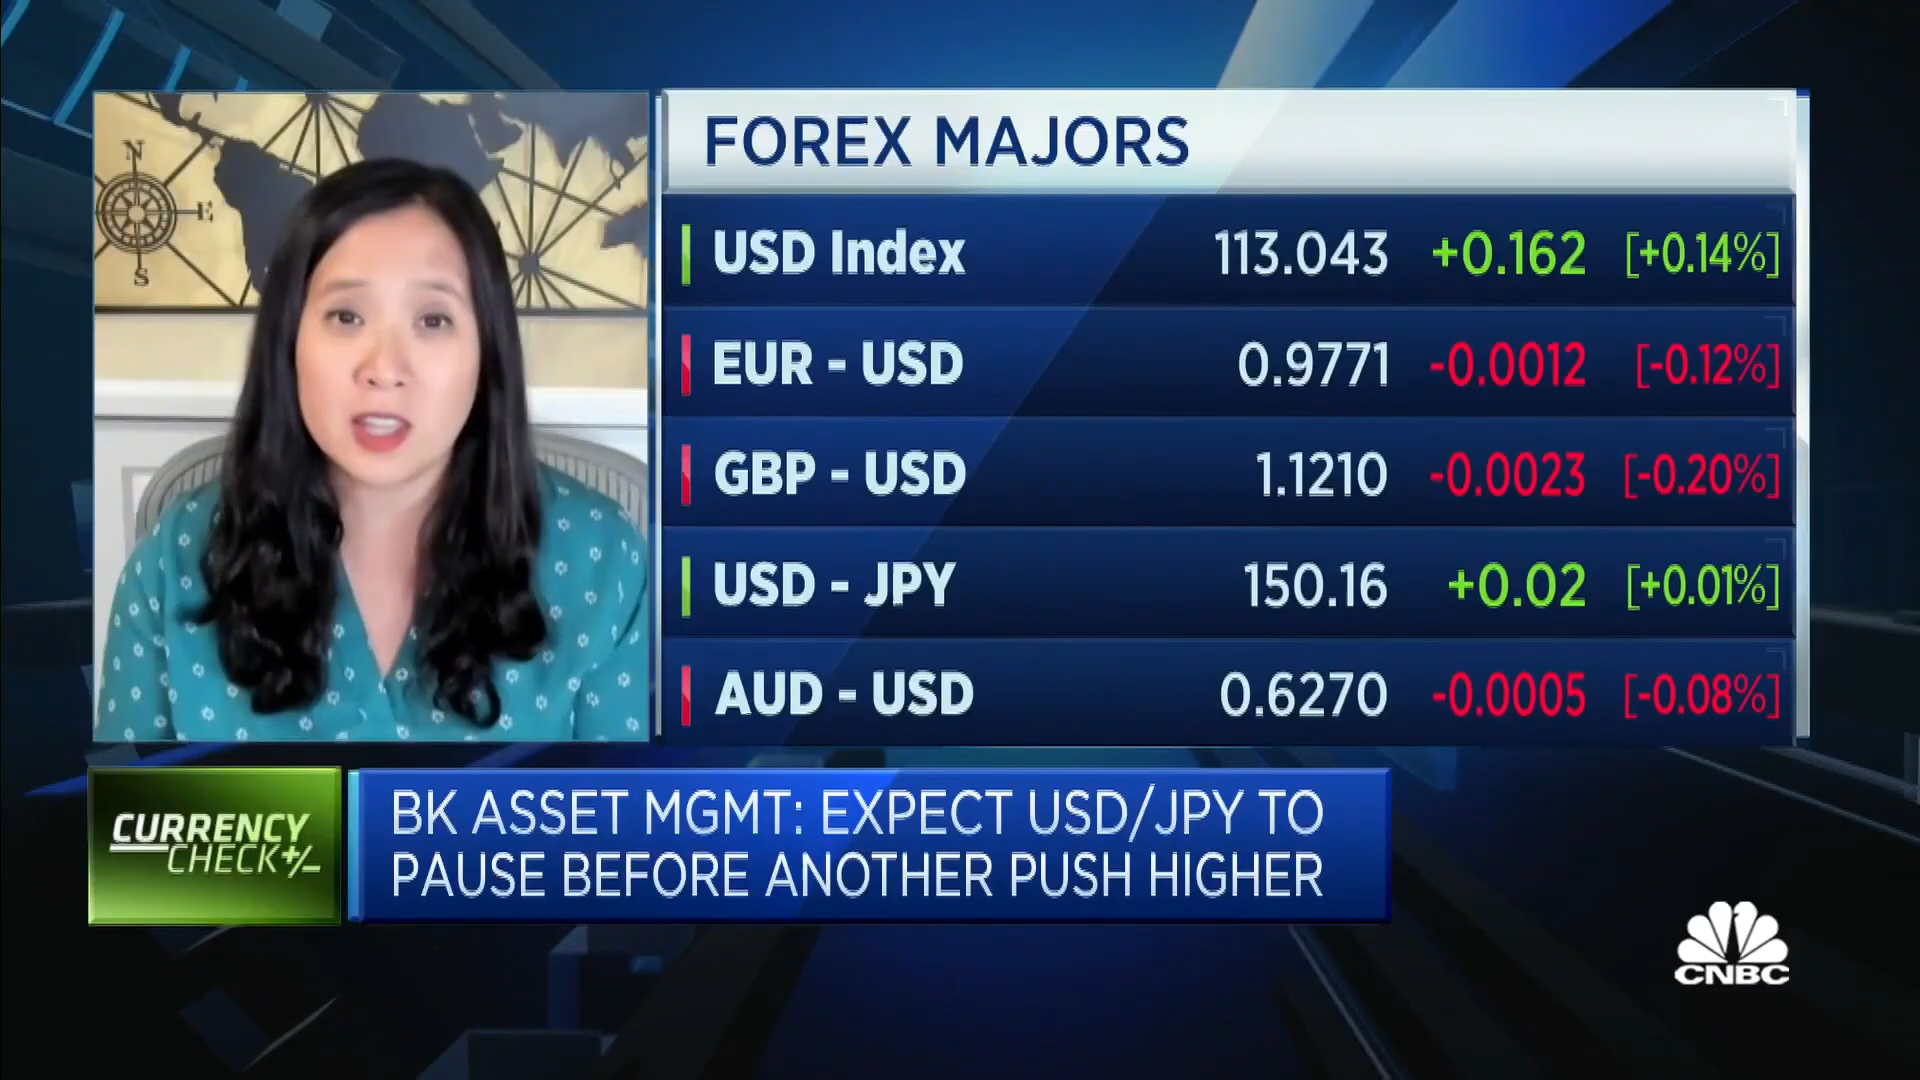 N
E
S
FOREX MAJORS
USD Index 113.043 +0.162 [+0.14%]
EUR - USD 0.9771 -0.0012 [-0.12%]
GBP - USD 1.1210 -0.0023 [-0.20%]
USD - JPY 150.16 +0.02 [+0.01%]
AUD - USD 0.6270 -0.0005 [-0.08%]
CURRENCY
CHECK +/-
BK ASSET MGMT: EXPECT USD/JPY TO
PAUSE BEFORE ANOTHER PUSH HIGHER
CNBC